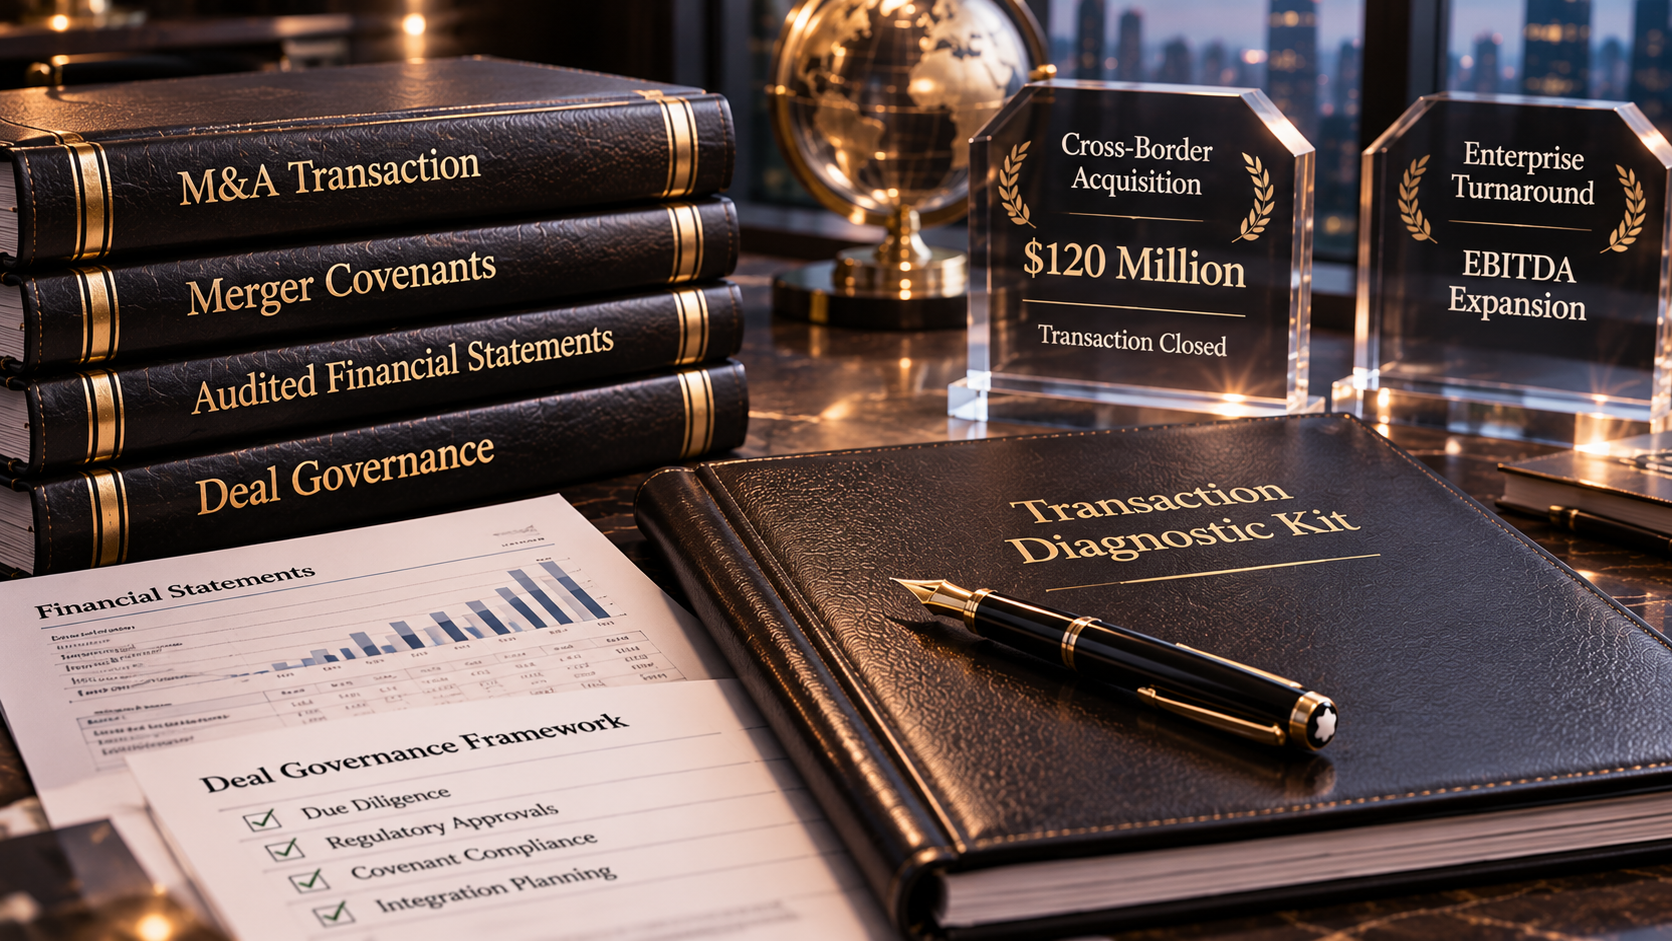 M&A Transaction
Merger Covenants
Audited Financial Statements
Deal Governance
Cross-Border
Acquisition
$120 Million
Transaction Closed
Enterprise
Turnaround
EBITDA
Expansion
Transaction
Diagnostic Kit
Financial Statements
Deal Governance Framework
Due Diligence
Regulatory Approvals
Covenant Compliance
Integration Planning